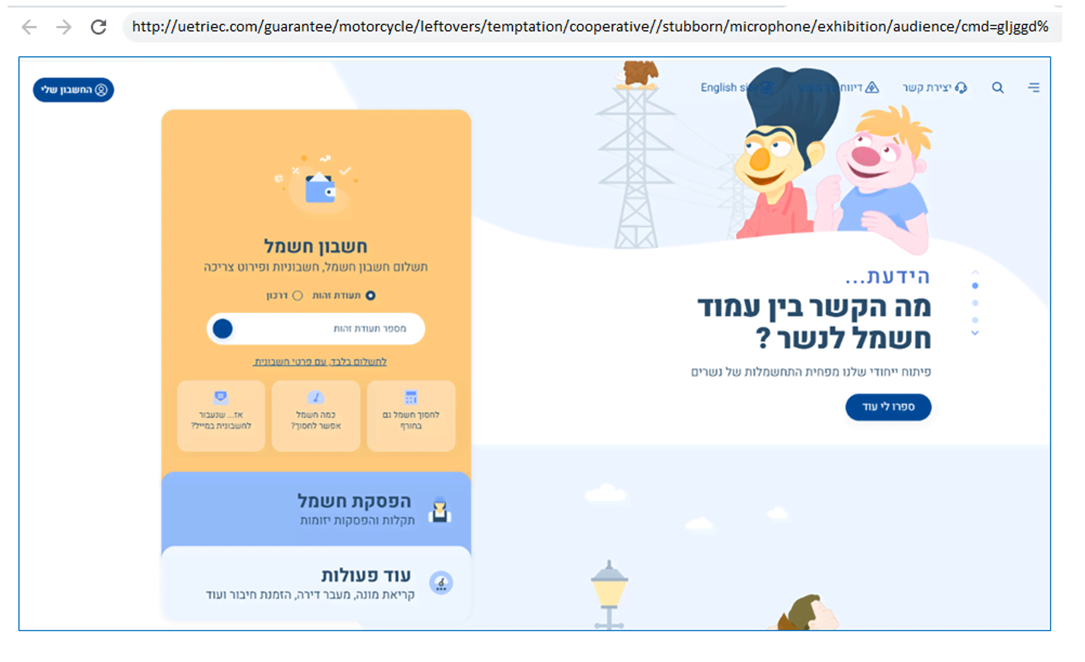 http://uetriec.com/guarantee/motorcycle/leftovers/temptation/cooperative//stubborn/microphone/exhibition/audience/cmd=gljggd%
יצירת קשר
דיווח
English
החשבון שלי
הידעת...
מה הקשר בין עמוד
חשמל לנשר ?
פיתוח ייחודי שלנו מפחית התחשמלות של נשרים
ספרו לי עוד
חשבון חשמל
תשלום חשבון חשמל, חשבוניות ופירוט צריכה
תעודת זהות
דרכון
מספר תעודת זהות
לתשלום בלבד, עם פרטי חשבונית
לחסוך חשמל גם
בחורף
כמה חשמל
אפשר לחסוך?
אז... שנעבור
לחשבונית במייל?
הפסקת חשמל
תקלות והפסקות יזומות
עוד פעולות
קריאת מונה, מעבר דירה, הזמנת חיבור ועוד